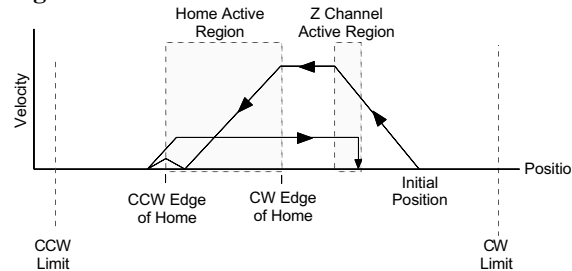 Home Active
Region
Z Channel
Active Region
Velocity
Positio
CCW Edge
of Home
CW Edge
of Home
Initial
Position
CCW
Limit
CW
Limit